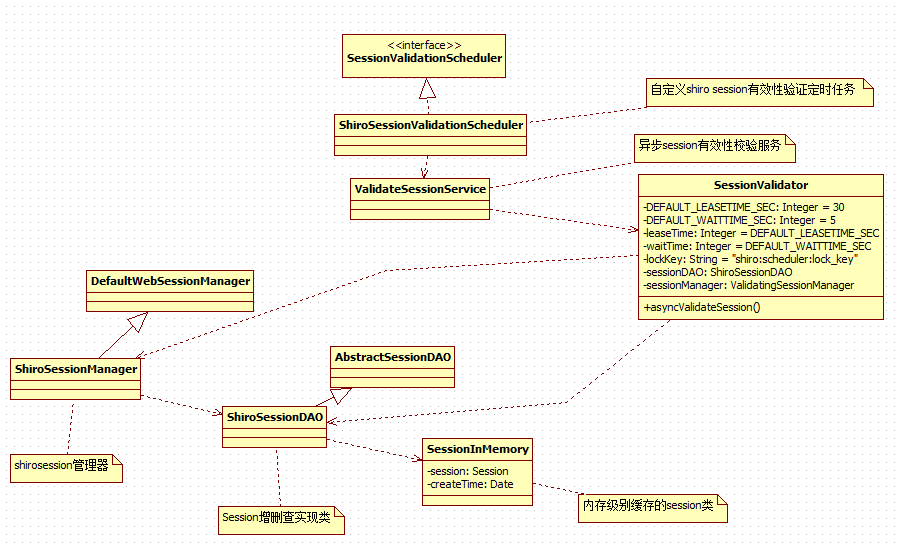 <<interface>>
SessionValidationScheduler
自定义shiro session有效性验证定时任务
ShiroSessionValidationScheduler
异步session有效性校验服务
ValidateSessionService
SessionValidator
-DEFAULT_LEASETIME_SEC: Integer = 30
-DEFAULT_WAITTIME_SEC: Integer = 5
-leaseTime: Integer = DEFAULT_LEASETIME_SEC
-waitTime: Integer = DEFAULT_WAITTIME_SEC
-lockKey: String = "shiro:scheduler:lock_key"
-sessionDAO: ShiroSessionDAO
-sessionManager: ValidatingSessionManager
+asyncValidateSession()
DefaultWebSessionManager
ShiroSessionManager
AbstractSessionDAO
ShiroSessionDAO
SessionInMemory
-session: Session
-createTime: Date
shirosession管理器
Session增删查实现类
内存级别缓存的session类